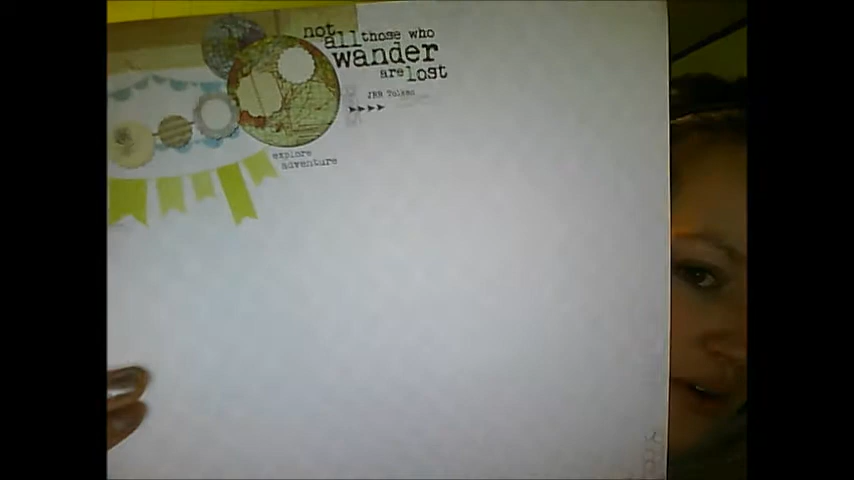 not
all those who
wander
are lost
JRR Tolkien
explore
adventure